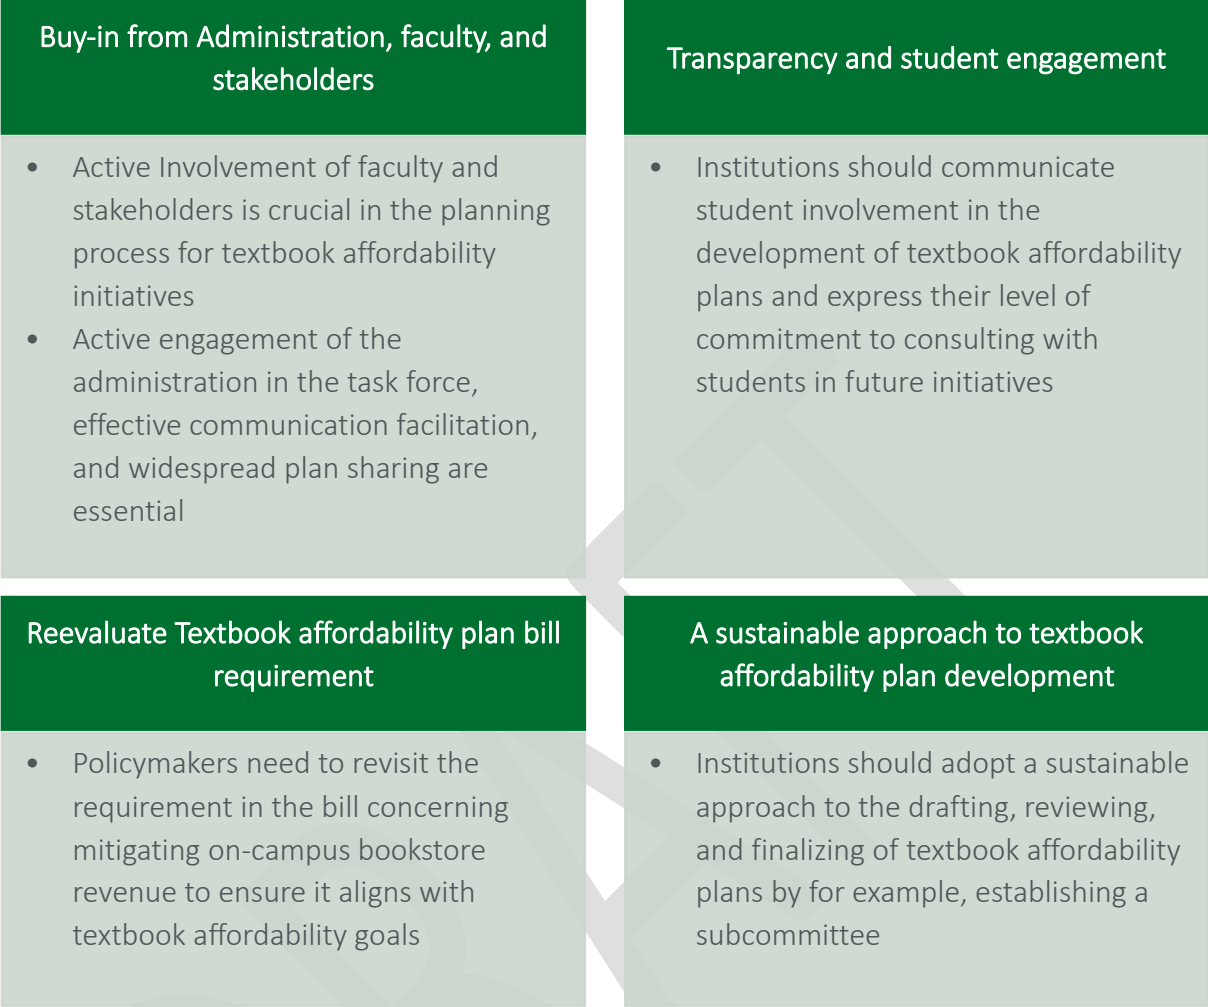 Buy-in from Administration, faculty, and
stakeholders
• Active Involvement of faculty and
stakeholders is crucial in the planning
process for textbook affordability
initiatives
• Active engagement of the
administration in the task force,
effective communication facilitation,
and widespread plan sharing are
essential
Transparency and student engagement
• Institutions should communicate
student involvement in the
development of textbook affordability
plans and express their level of
commitment to consulting with
students in future initiatives
Reevaluate Textbook affordability plan bill
requirement
• Policymakers need to revisit the
requirement in the bill concerning
mitigating on-campus bookstore
revenue to ensure it aligns with
textbook affordability goals
A sustainable approach to textbook
affordability plan development
• Institutions should adopt a sustainable
approach to the drafting, reviewing,
and finalizing of textbook affordability
plans by for example, establishing a
subcommittee
DRAFT